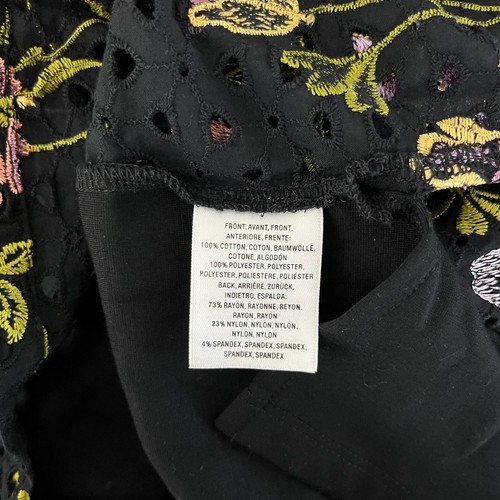 FRONT, AVANT, FRONT,
ANTERIORE, FRENTE
100% COTTON, COTON, BAUMWOLLE,
COTONE, ALGODÓN
100% POLYESTER, POLYESTER,
POLYESTER, POLIESTERE, POLIÉSTER
BACK, ARRIÈRE, ZURÜCK,
INDIETRO, ESPALDA:
73% RAYON, RAYONNE, REYON,
RAYON, RAYON
23% NYLON, NYLON, NYLON,
NYLON, NYLON
4% SPANDEX, SPANDEX, SPANDEX,
SPANDEX, SPANDEX